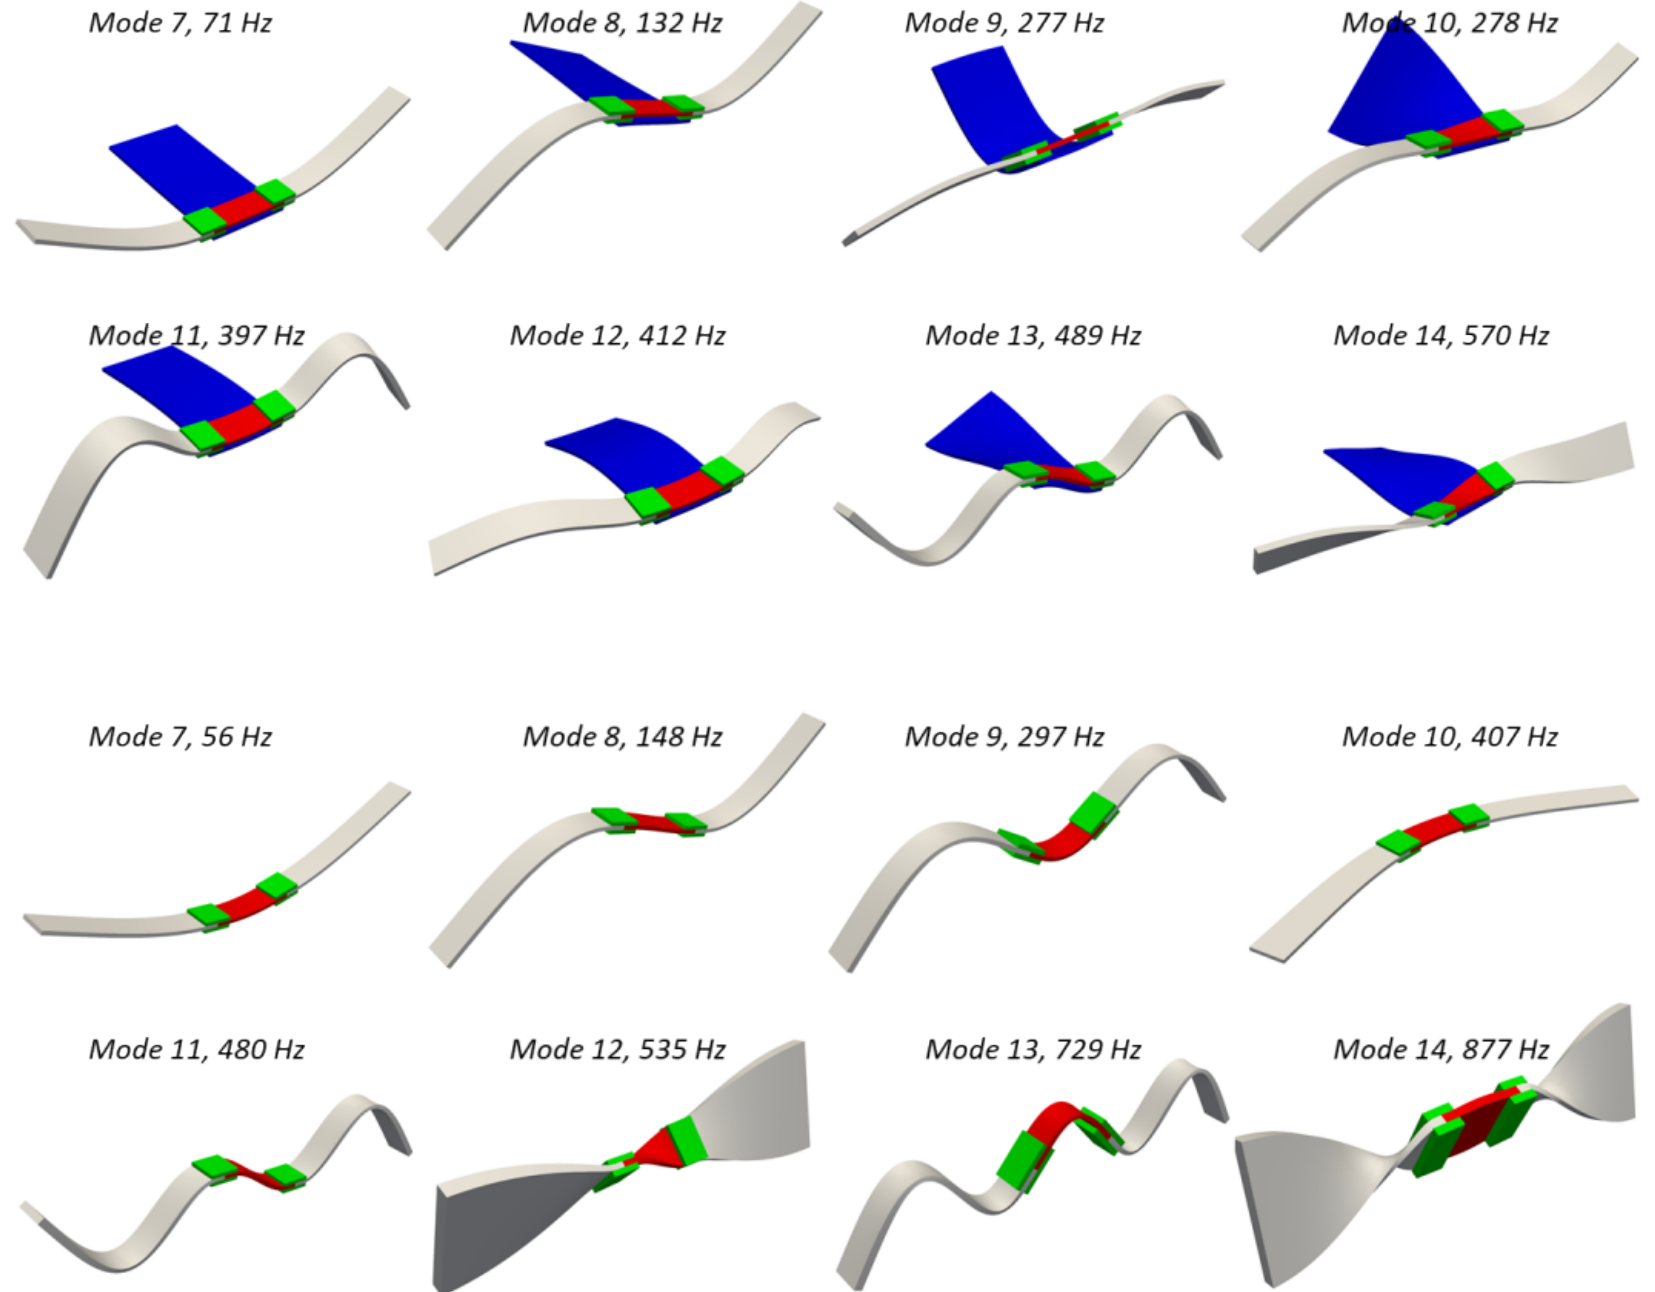 Mode 7, 71 Hz
Mode 8, 132 Hz
Mode 9, 277 Hz
Mode 10, 278 Hz
Mode 11, 397 Hz
Mode 12, 412 Hz
Mode 13, 489 Hz
Mode 14, 570 Hz
Mode 7, 56 Hz
Mode 8, 148 Hz
Mode 9, 297 Hz
Mode 10, 407 Hz
Mode 11, 480 Hz
Mode 12, 535 Hz
Mode 13, 729 Hz
Mode 14, 877 Hz